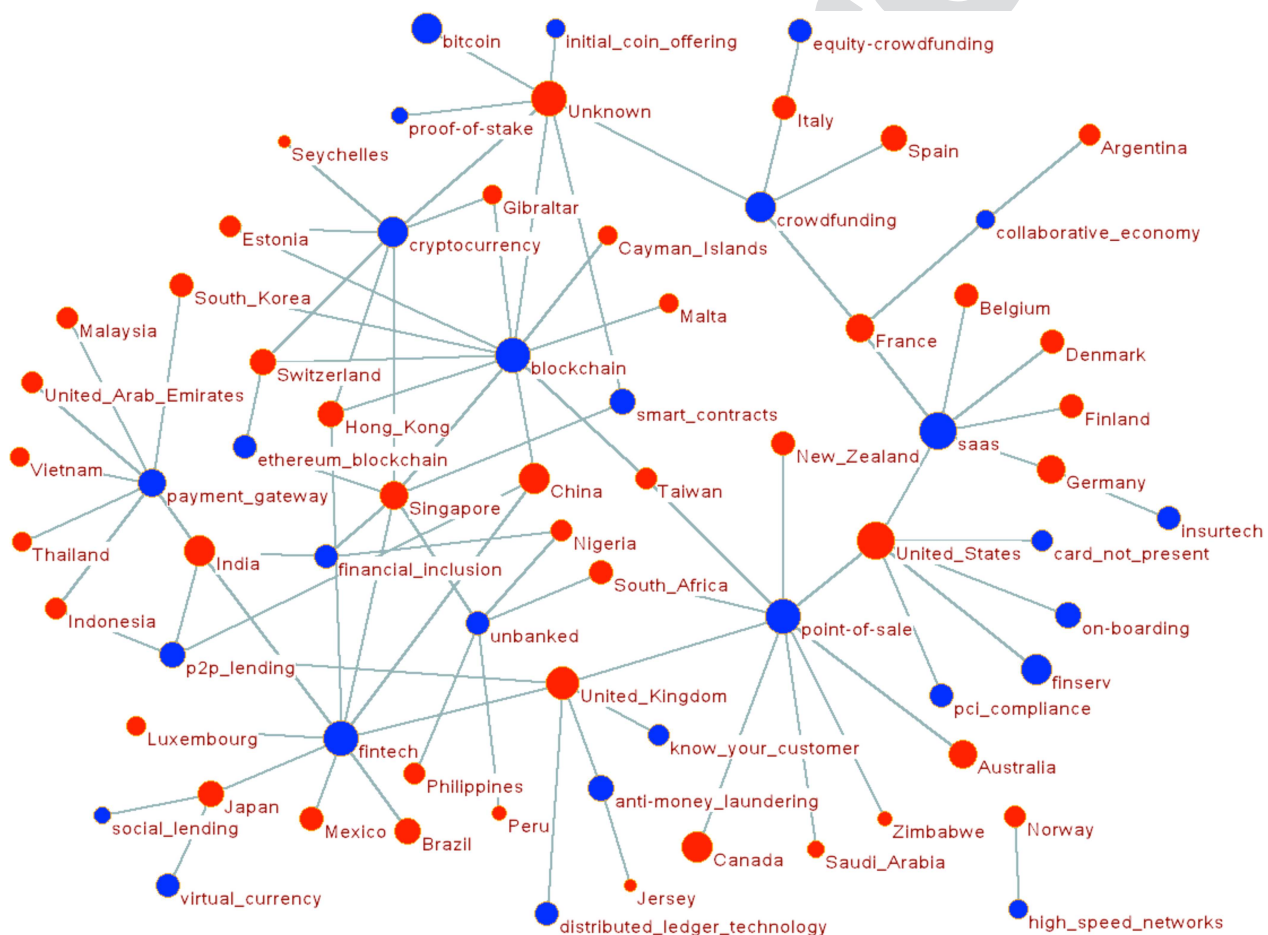 bitcoin
initial_coin_offering
equity-crowdfunding
Unknown
Italy
proof-of-stake
Seychelles
Spain
Argentina
Gibraltar
crowdfunding
collaborative_economy
Estonia
cryptocurrency
Cayman_Islands
South_Korea
Belgium
Malta
Malaysia
France
Denmark
Switzerland
blockchain
United_Arab_Emirates
smart_contracts
Finland
Hong_Kong
saas
ethereum_blockchain
New_Zealand
Vietnam
payment_gateway
China
Taiwan
Germany
Singapore
insurtech
Thailand
India
Nigeria
United_States
card_not_present
financial_inclusion
South_Africa
Indonesia
unbanked
point-of-sale
on-boarding
p2p_lending
finserv
United_Kingdom
pci_compliance
Luxembourg
fintech
know_your_customer
Australia
Philippines
anti-money_laundering
Japan
social_lending
Mexico
Brazil
Peru
Zimbabwe
Norway
Canada
Saudi_Arabia
virtual_currency
Jersey
distributed_ledger_technology
high_speed_networks